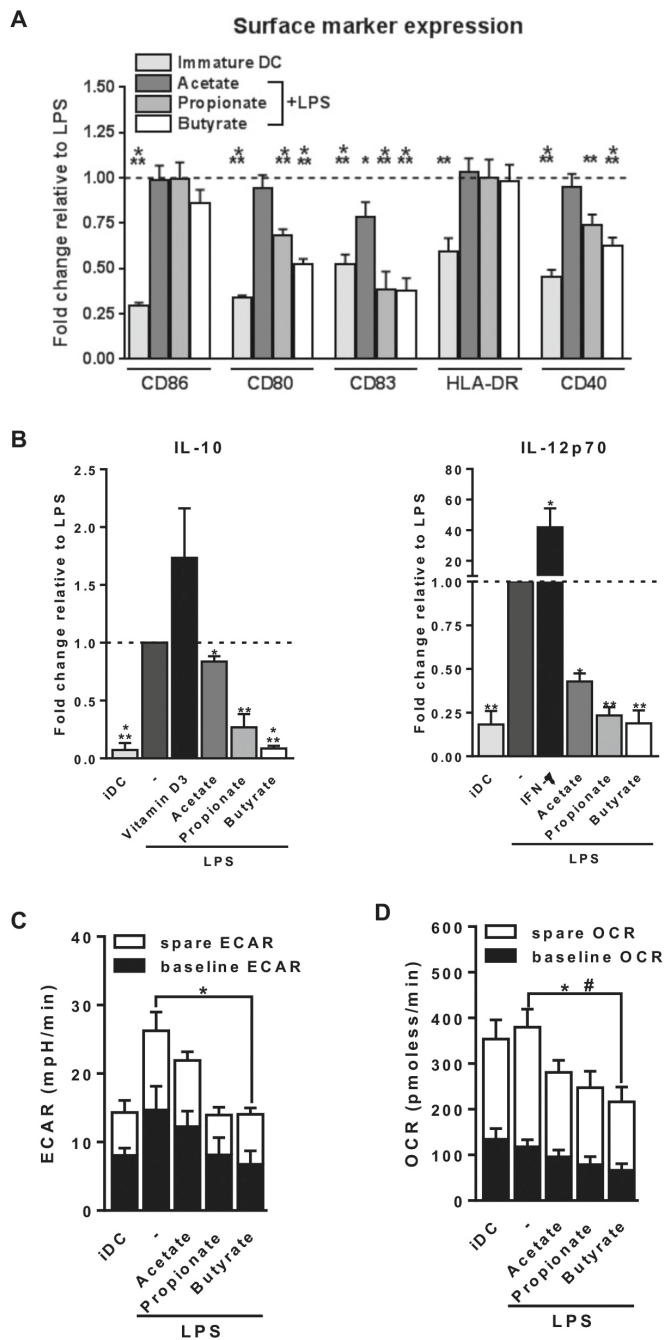 A
Surface marker expression
Immature DC
Acetate
Propionate
Butyrate
+LPS
Fold change relative to LPS
1.50
1.25
1.00
0.75
0.50
0.25
0.00
* ** * ** * ** * ** * * ** * ** ** * ** ** * **
CD86 CD80 CD83 HLA-DR CD40
B
IL-10
Fold change relative to LPS
2.5
2.0
1.5
1.0
0.5
0.0
* ** * ** * **
iDC - Vitamin D3 Acetate Propionate Butyrate
LPS
IL-12p70
Fold change relative to LPS
80
60
40
20
1.00
0.75
0.50
0.25
0.00
** * * ** **
iDC - IFN-γ Acetate Propionate Butyrate
LPS
C
spare ECAR
baseline ECAR
ECAR (mpH/min)
40
30
20
10
0
*
iDC - Acetate Propionate Butyrate
LPS
D
spare OCR
baseline OCR
OCR (pmoless/min)
600
500
400
300
200
100
0
* #
iDC - Acetate Propionate Butyrate
LPS